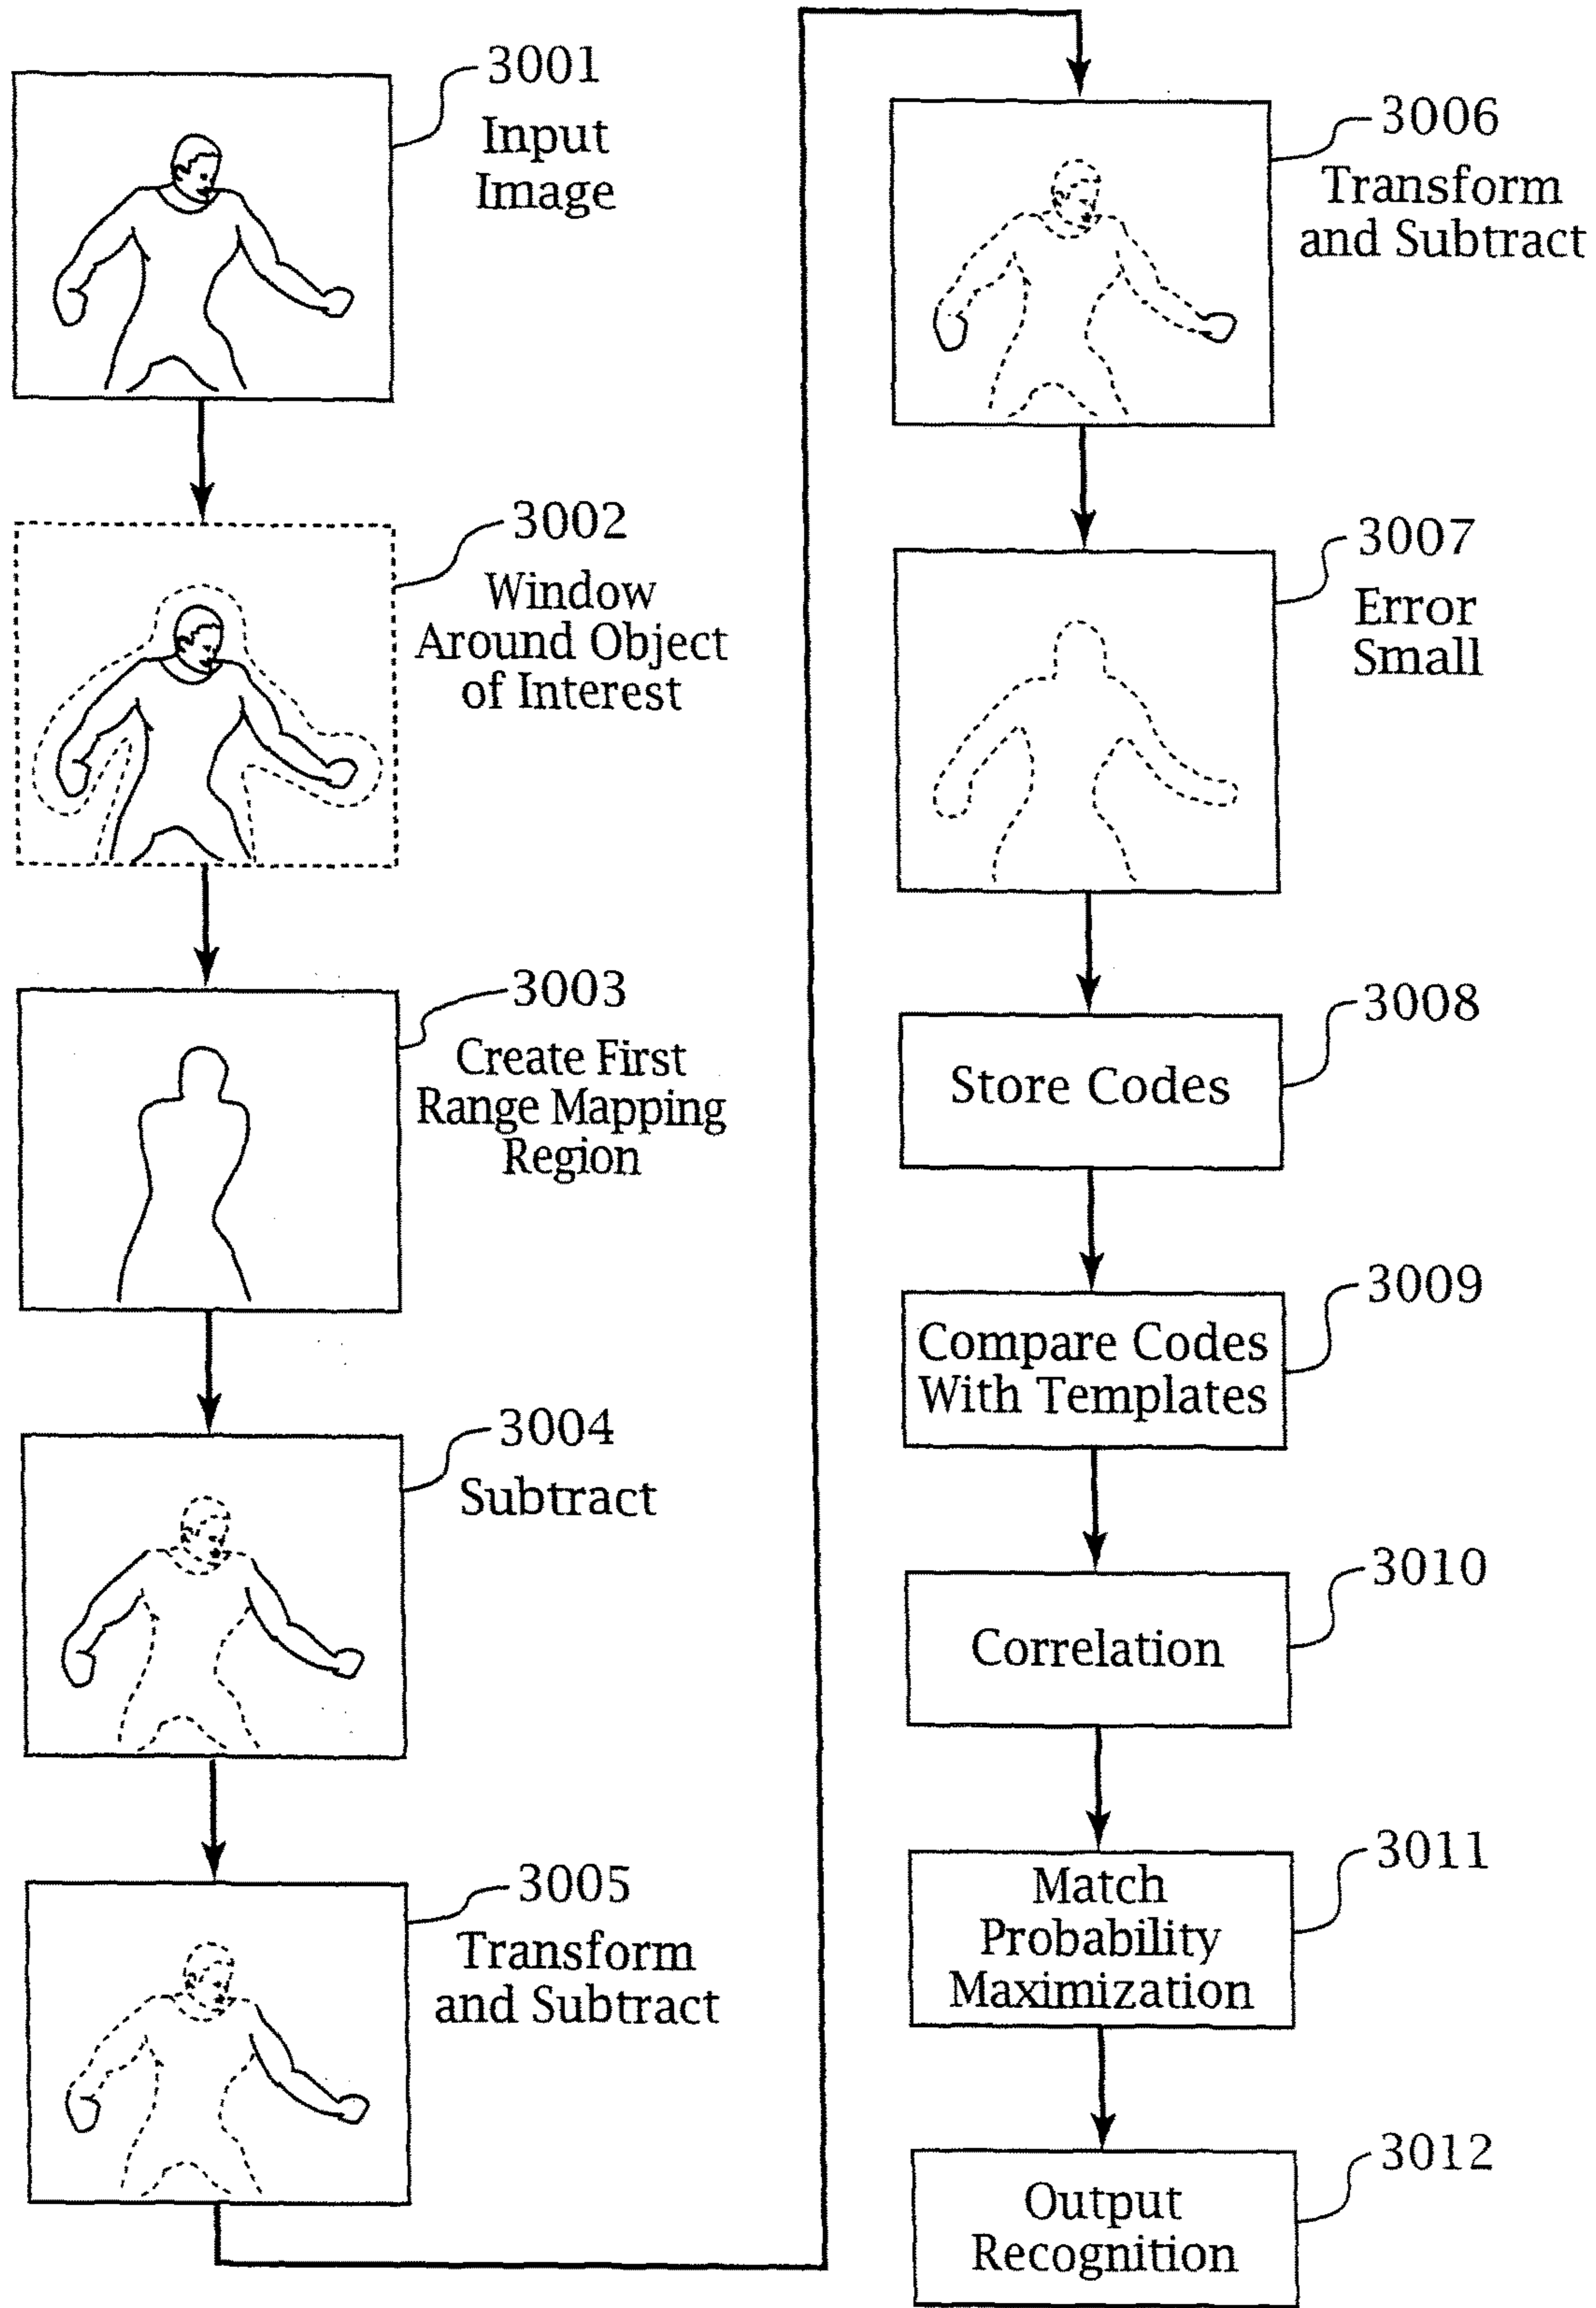 3001
Input
Image
3002
Window
Around Object
of Interest
3003
Create First
Range Mapping
Region
3004
Subtract
3005
Transform
and Subtract
3006
Transform
and Subtract
3007
Error
Small
3008
Store Codes
3009
Compare Codes
With Templates
3010
Correlation
3011
Match
Probability
Maximization
3012
Output
Recognition